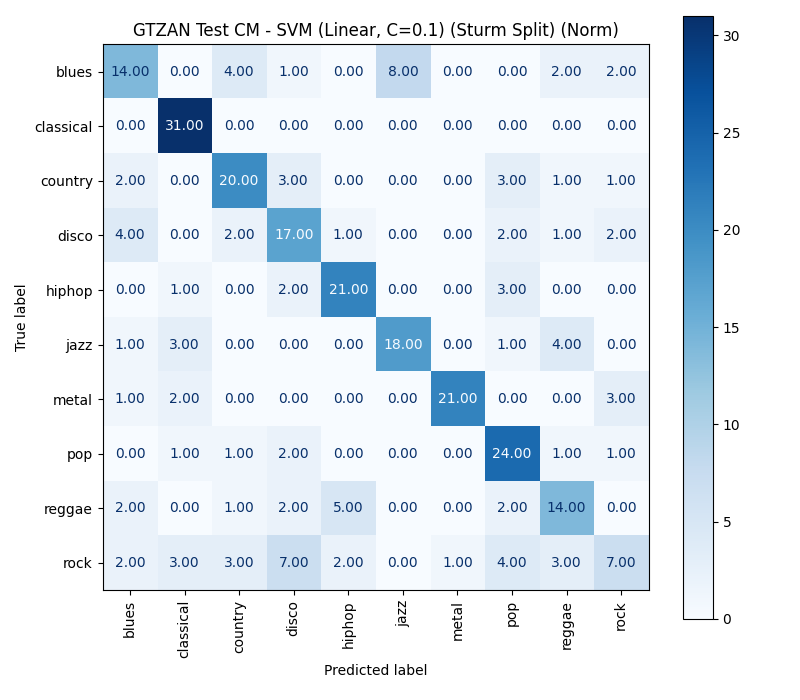 GTZAN Test CM - SVM (Linear, C=0.1) (Sturm Split) (Norm)
blues 14.00 0.00 4.00 1.00 0.00 8.00 0.00 0.00 2.00 2.00
classical 0.00 31.00 0.00 0.00 0.00 0.00 0.00 0.00 0.00 0.00
country 2.00 0.00 20.00 3.00 0.00 0.00 0.00 3.00 1.00 1.00
disco 4.00 0.00 2.00 17.00 1.00 0.00 0.00 2.00 1.00 2.00
hiphop 0.00 1.00 0.00 2.00 21.00 0.00 0.00 3.00 0.00 0.00
jazz 1.00 3.00 0.00 0.00 0.00 18.00 0.00 1.00 4.00 0.00
metal 1.00 2.00 0.00 0.00 0.00 0.00 21.00 0.00 0.00 3.00
pop 0.00 1.00 1.00 2.00 0.00 0.00 0.00 24.00 1.00 1.00
reggae 2.00 0.00 1.00 2.00 5.00 0.00 0.00 2.00 14.00 0.00
rock 2.00 3.00 3.00 7.00 2.00 0.00 1.00 4.00 3.00 7.00
blues classical country disco hiphop jazz metal pop reggae rock
Predicted label
True label
30
25
20
15
10
5
0